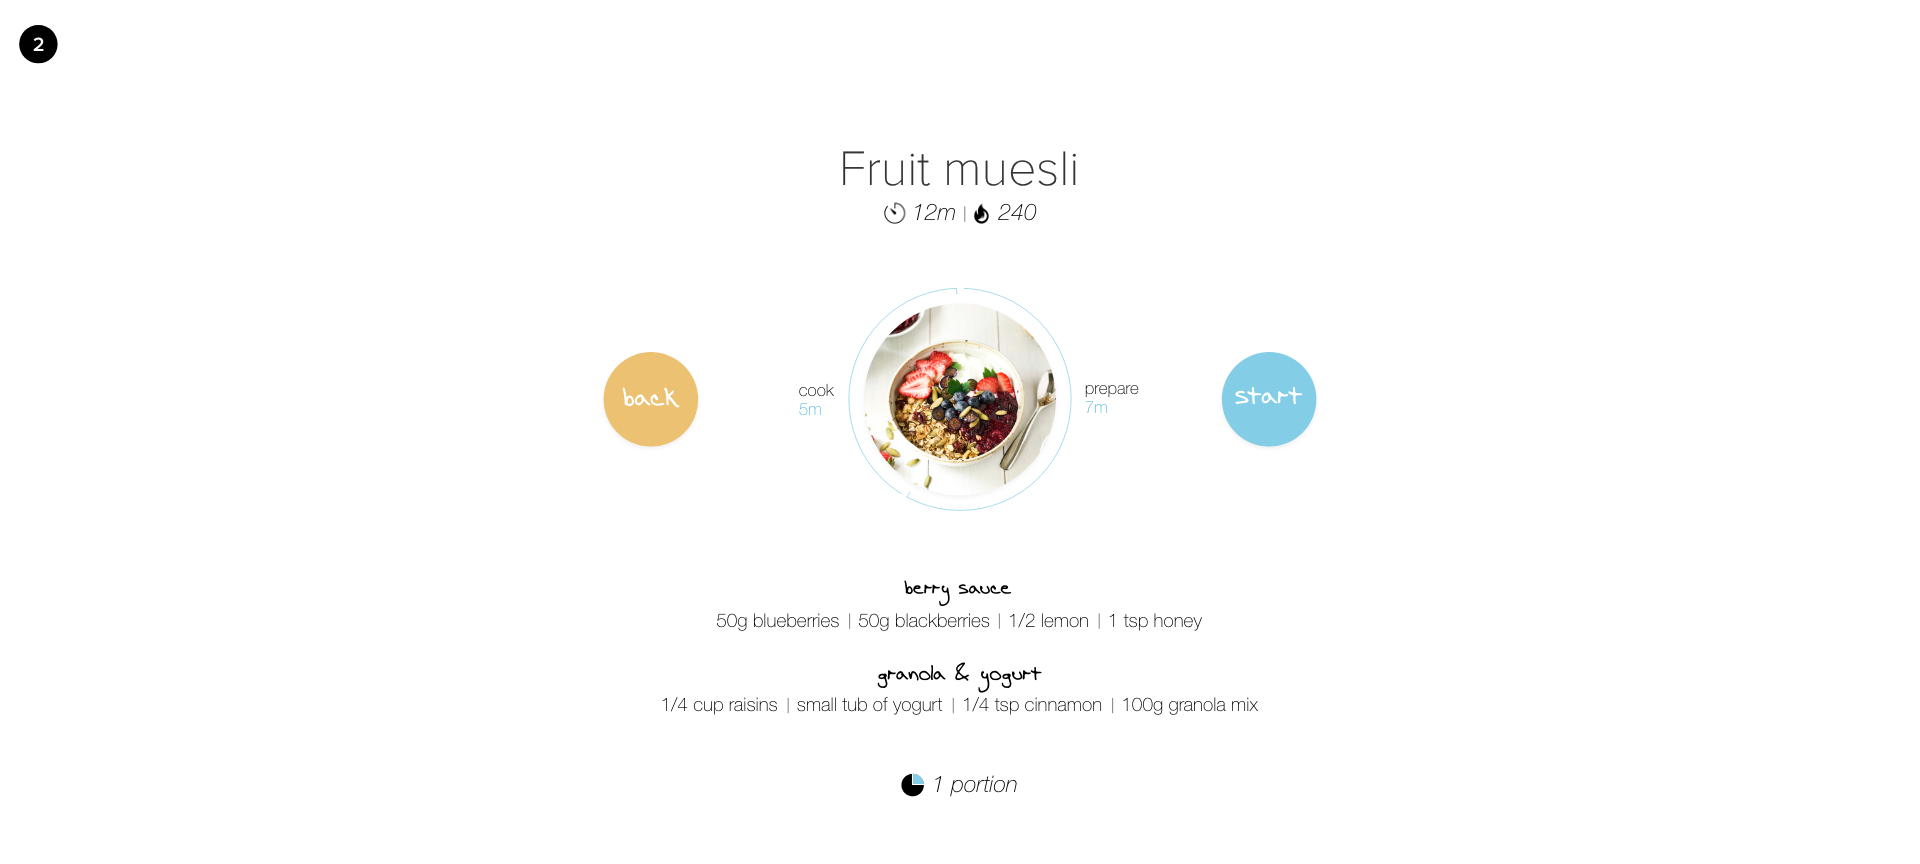 2
Fruit muesli
12m | 240
cook
5m
prepare
7m
back
start
berry sauce
50g blueberries | 50g blackberries | 1/2 lemon | 1 tsp honey
granola & yogurt
1/4 cup raisins | small tub of yogurt | 1/4 tsp cinnamon | 100g granola mix
1 portion